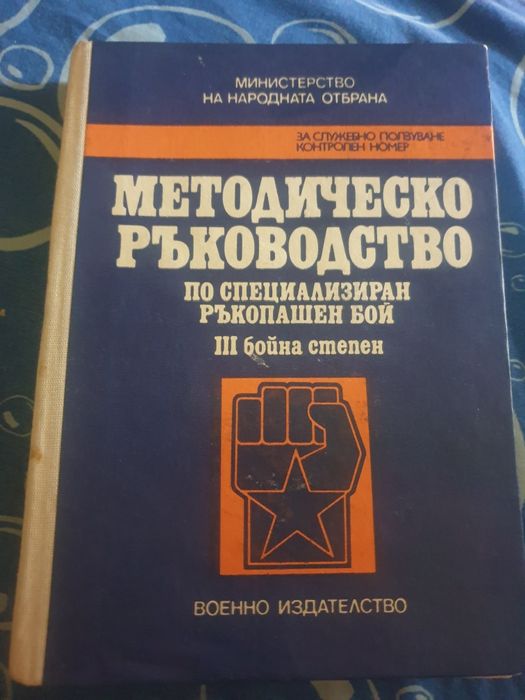 МИНИСТЕРСТВО
НА НАРОДНАТА ОТБРАНА
ЗА СЛУЖЕБНО ПОЛЗУВАНЕ
КОНТРОЛЕН НОМЕР
МЕТОДИЧЕСКО
РЪКОВОДСТВО
ПО СПЕЦИАЛИЗИРАН
РЪКОПАШЕН БОЙ
III бойна степен
ВОЕННО ИЗДАТЕЛСТВО